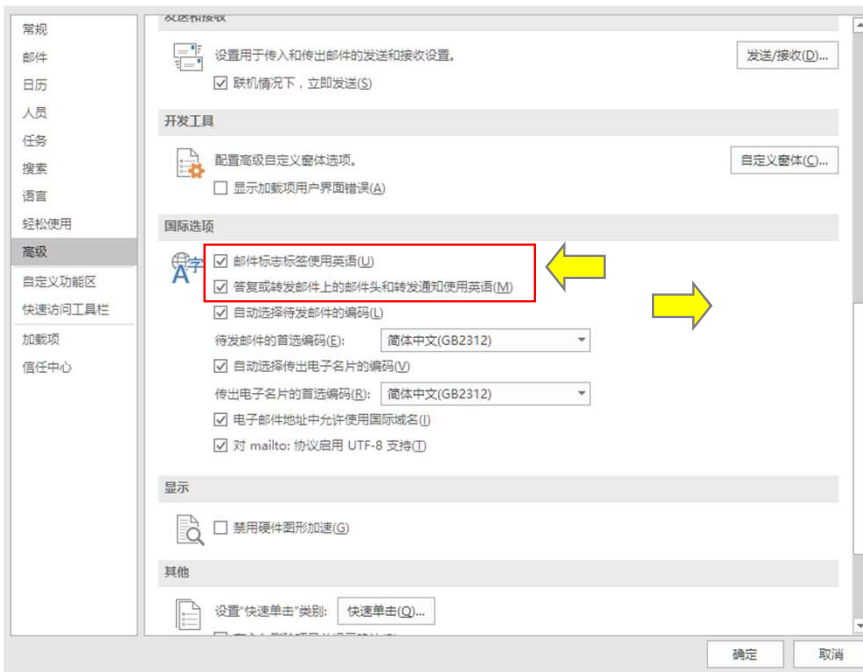 常规
邮件
日历
人员
任务
搜索
语言
轻松使用
高级
自定义功能区
快速访问工具栏
加载项
信任中心
发送和接收
设置用于传入和传出邮件的发送和接收设置。
发送/接收(D)...
联机情况下，立即发送(S)
开发工具
配置高级自定义窗体选项。
自定义窗体(C)...
显示加载项用户界面错误(A)
国际选项
A字
邮件标志标签使用英语(U)
答复或转发邮件上的邮件头和转发通知使用英语(M)
自动选择待发邮件的编码(L)
待发邮件的首选编码(E): 简体中文(GB2312)
自动选择传出电子名片的编码(V)
传出电子名片的首选编码(R): 简体中文(GB2312)
电子邮件地址中允许使用国际域名(I)
对 mailto: 协议启用 UTF-8 支持(T)
显示
禁用硬件图形加速(G)
其他
设置"快速单击"类别: 快速单击(Q)...
确定
取消